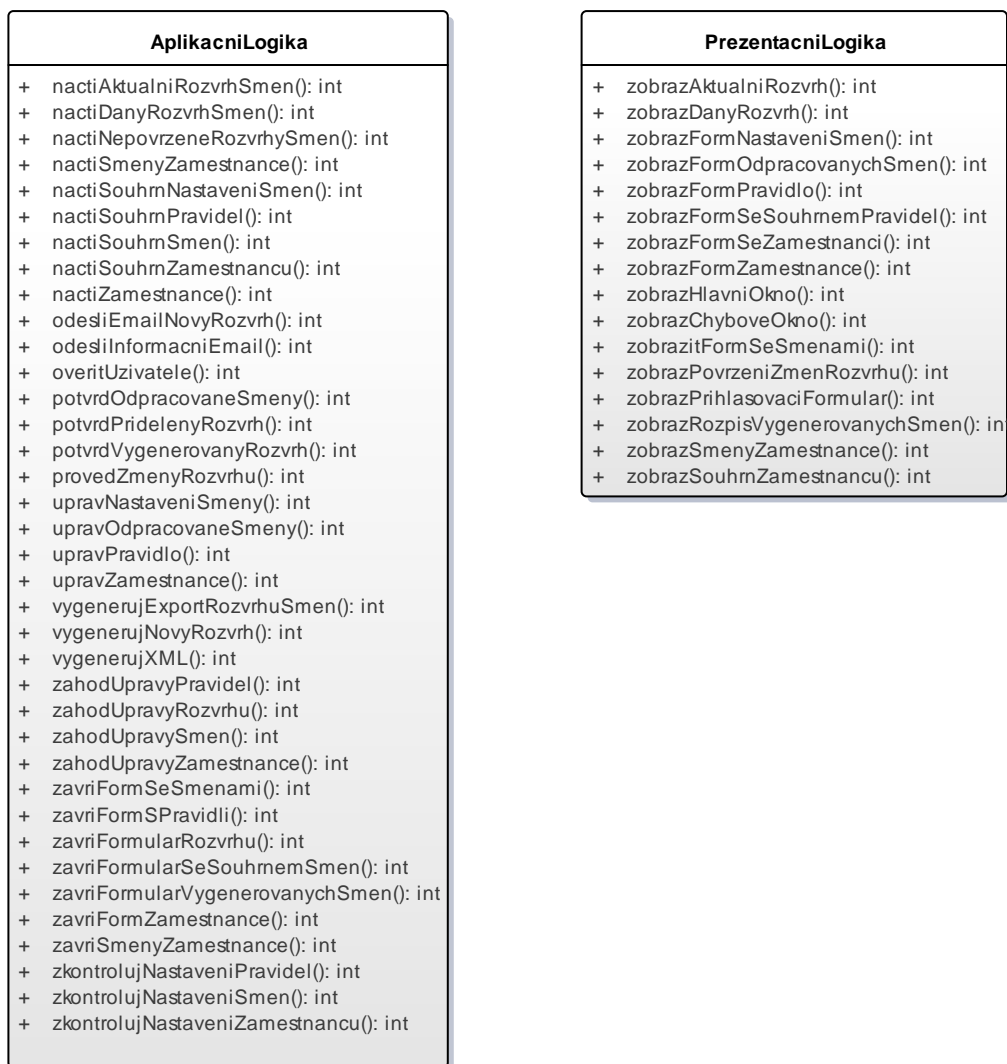 AplikacniLogika
+ nactiAktualniRozvrhSmen(): int
+ nactiDanyRozvrhSmen(): int
+ nactiNepovrzeneRozvrhySmen(): int
+ nactiSmenyZamestnance(): int
+ nactiSouhrnNastaveniSmen(): int
+ nactiSouhrnPravidel(): int
+ nactiSouhrnSmen(): int
+ nactiSouhrnZamestnancu(): int
+ nactiZamestnance(): int
+ odesliEmailNovyRozvrh(): int
+ odesliInformacniEmail(): int
+ overitUzivatele(): int
+ potvrdOdpracovaneSmeny(): int
+ potvrdPridelenyRozvrh(): int
+ potvrdVygenerovanyRozvrh(): int
+ provedZmenyRozvrhu(): int
+ upravNastaveniSmeny(): int
+ upravOdpracovaneSmeny(): int
+ upravPravidlo(): int
+ upravZamestnance(): int
+ vygenerujExportRozvrhuSmen(): int
+ vygenerujNovyRozvrh(): int
+ vygenerujXML(): int
+ zahodUpravyPravidel(): int
+ zahodUpravyRozvrhu(): int
+ zahodUpravySmen(): int
+ zahodUpravyZamestnance(): int
+ zavriFormSeSmenami(): int
+ zavriFormSPravidli(): int
+ zavriFormularRozvrhu(): int
+ zavriFormularSeSouhrnemSmen(): int
+ zavriFormularVygenerovanychSmen(): int
+ zavriFormZamestnance(): int
+ zavriSmenyZamestnance(): int
+ zkontrolujNastaveniPravidel(): int
+ zkontrolujNastaveniSmen(): int
+ zkontrolujNastaveniZamestnancu(): int
PrezentacniLogika
+ zobrazAktualniRozvrh(): int
+ zobrazDanyRozvrh(): int
+ zobrazFormNastaveniSmen(): int
+ zobrazFormOdpracovanychSmen(): int
+ zobrazFormPravidlo(): int
+ zobrazFormSeSouhrnemPravidel(): int
+ zobrazFormSeZamestnanci(): int
+ zobrazFormZamestnance(): int
+ zobrazHlavniOkno(): int
+ zobrazChyboveOkno(): int
+ zobrazitFormSeSmenami(): int
+ zobrazPovrzeniZmenRozvrhu(): int
+ zobrazPrihlasovaciFormular(): int
+ zobrazRozpisVygenerovanychSmen(): int
+ zobrazSmenyZamestnance(): int
+ zobrazSouhrnZamestnancu(): int